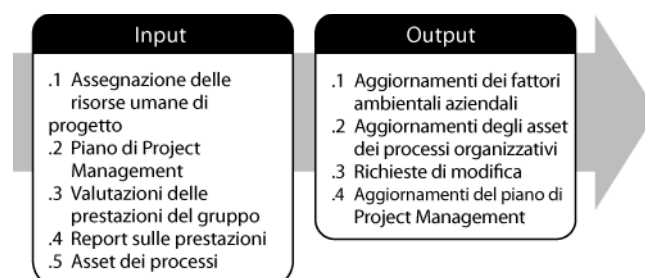 Input
.1 Assegnazione delle
risorse umane di
progetto
.2 Piano di Project
Management
.3 Valutazioni delle
prestazioni del gruppo
.4 Report sulle prestazioni
.5 Asset dei processi
Output
.1 Aggiornamenti dei fattori
ambientali aziendali
.2 Aggiornamenti degli asset
dei processi organizzativi
.3 Richieste di modifica
.4 Aggiornamenti del piano di
Project Management